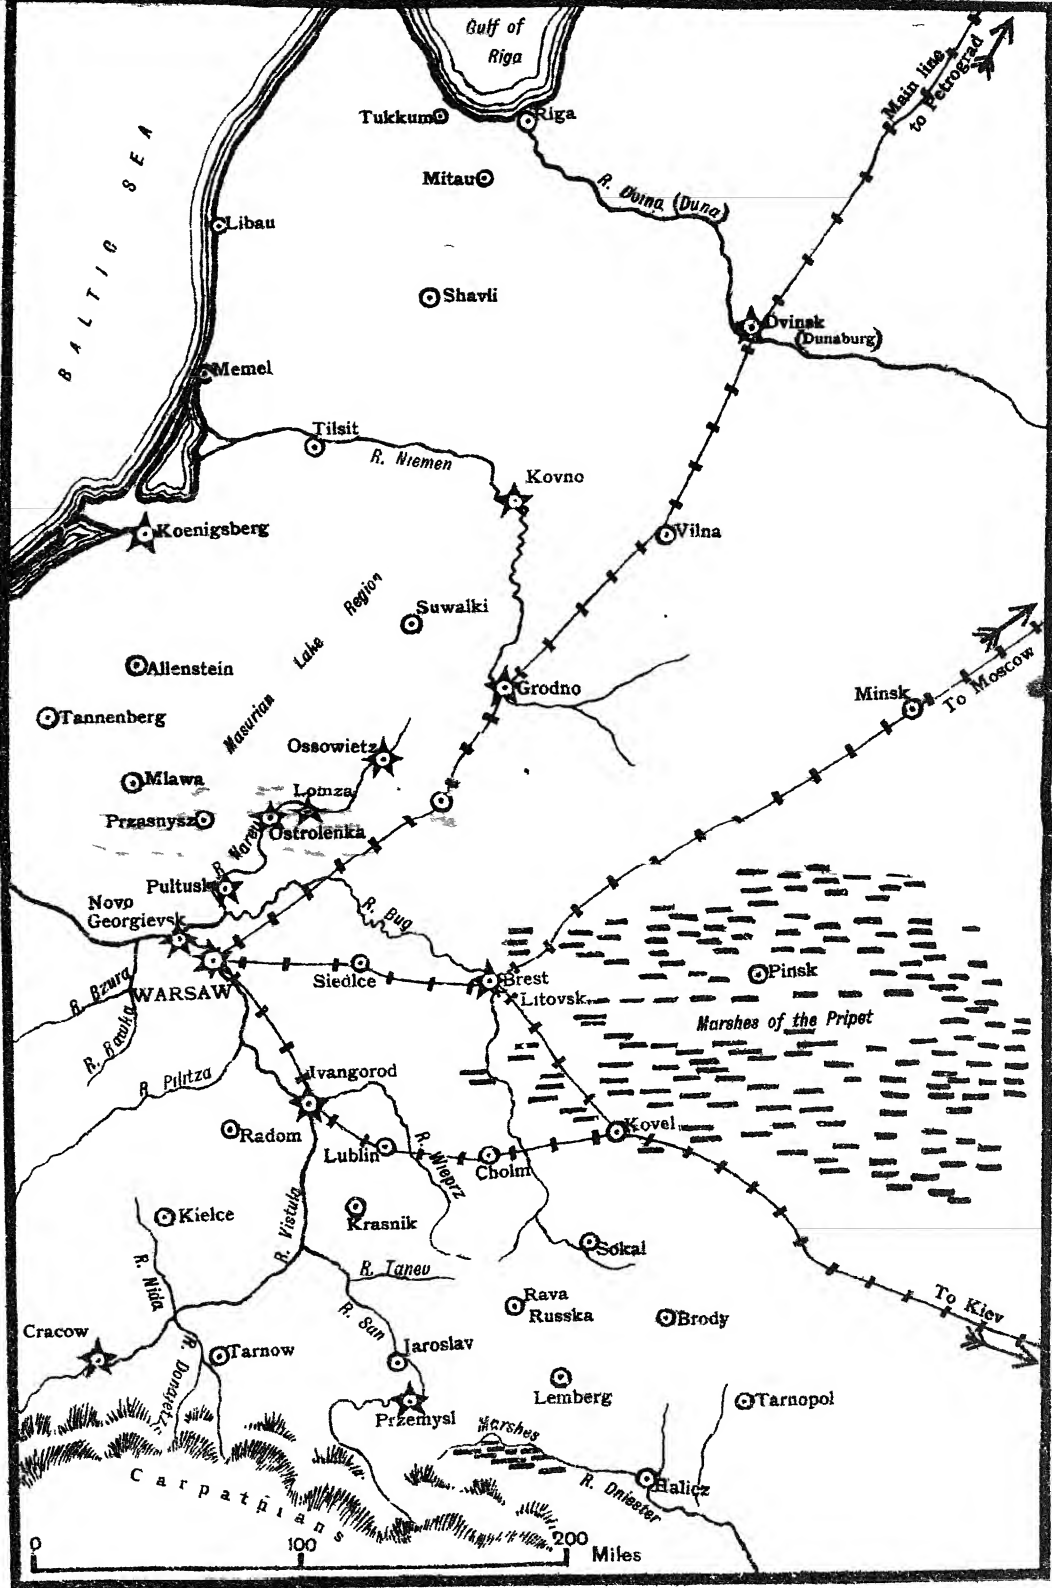 Gulf of
Riga
Main line
to Petrograd
BALTIC SEA
Tukkum
Riga
Mitau
R. Dvina (Duna)
Libau
Shavli
Dvinsk
(Dunaburg)
Memel
Tilsit
R. Niemen
Kovno
Koenigsberg
Vilna
Masurian Lake Region
Suwalki
Allenstein
Grodno
To Moscow
Minsk
Tannenberg
Ossowietz
Mlawa
Lomza
Przasnysz
Ostrolenka
R. Narew
Pultusk
Novo
Georgievsk
R. Bug
Siedlce
Brest
Litovsk
Pinsk
R. Bzura
WARSAW
Marshes of the Pripet
R. Rawka
R. Pilitza
Ivangorod
Radom
Lublin
R. Wieprz
Cholm
Kovel
Kielce
Krasnik
R. Vistula
Sokal
R. Nida
R. Tanev
Rava
Russka
Brody
To Kiev
R. San
Cracow
Tarnow
R. Donajetz
Jaroslav
Lemberg
Tarnopol
Przemysl
Marshes
Carpathians
R. Dniester
Halicz
0 100 200 Miles